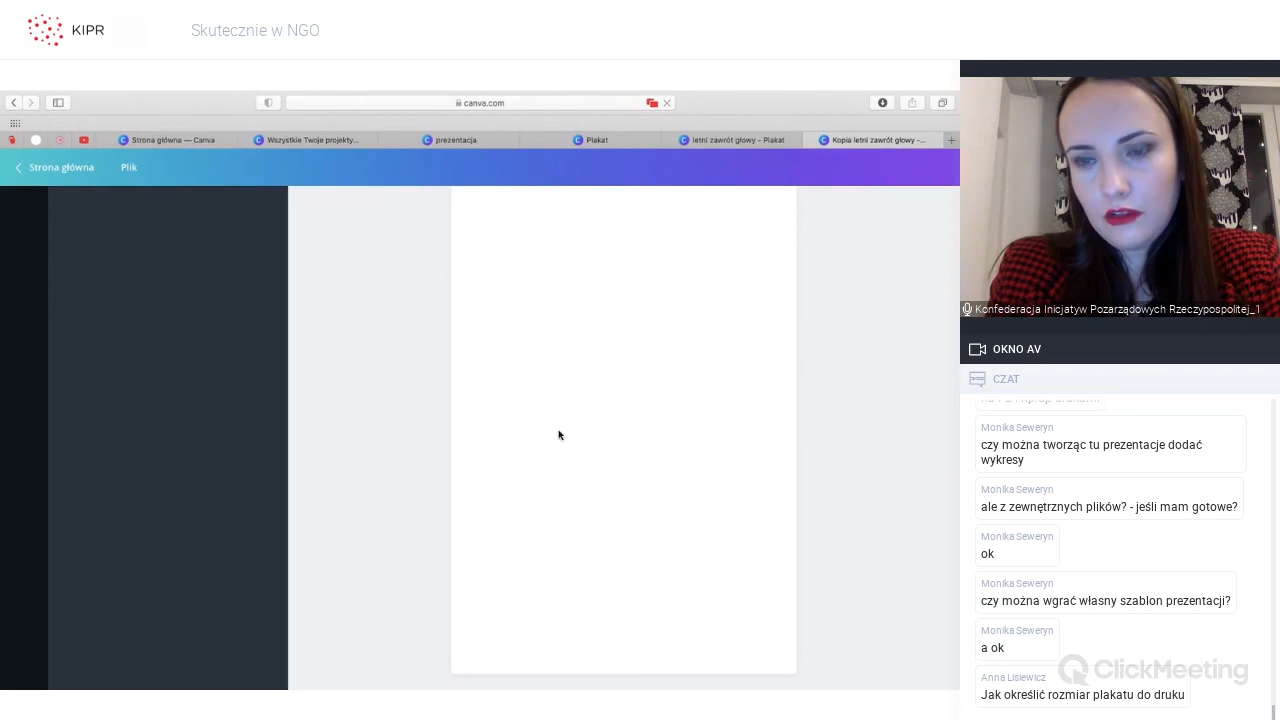 KIPR
Skutecznie w NGO
canva.com
Strona główna — Canva
Wszystkie Twoje projekty...
prezentacja
Plakat
letni zawrót głowy - Plakat
Kopia letni zawrót głowy -...
Strona główna
Plik
Konfederacja Inicjatyw Pozarządowych Rzeczypospolitej_1
OKNO AV
CZAT
Monika Seweryn
czy można tworząc tu prezentacje dodać
wykresy
Monika Seweryn
ale z zewnętrznych plików? - jeśli mam gotowe?
Monika Seweryn
ok
Monika Seweryn
czy można wgrać własny szablon prezentacji?
Monika Seweryn
a ok
Anna Lisiewicz
Jak określić rozmiar plakatu do druku
ClickMeeting